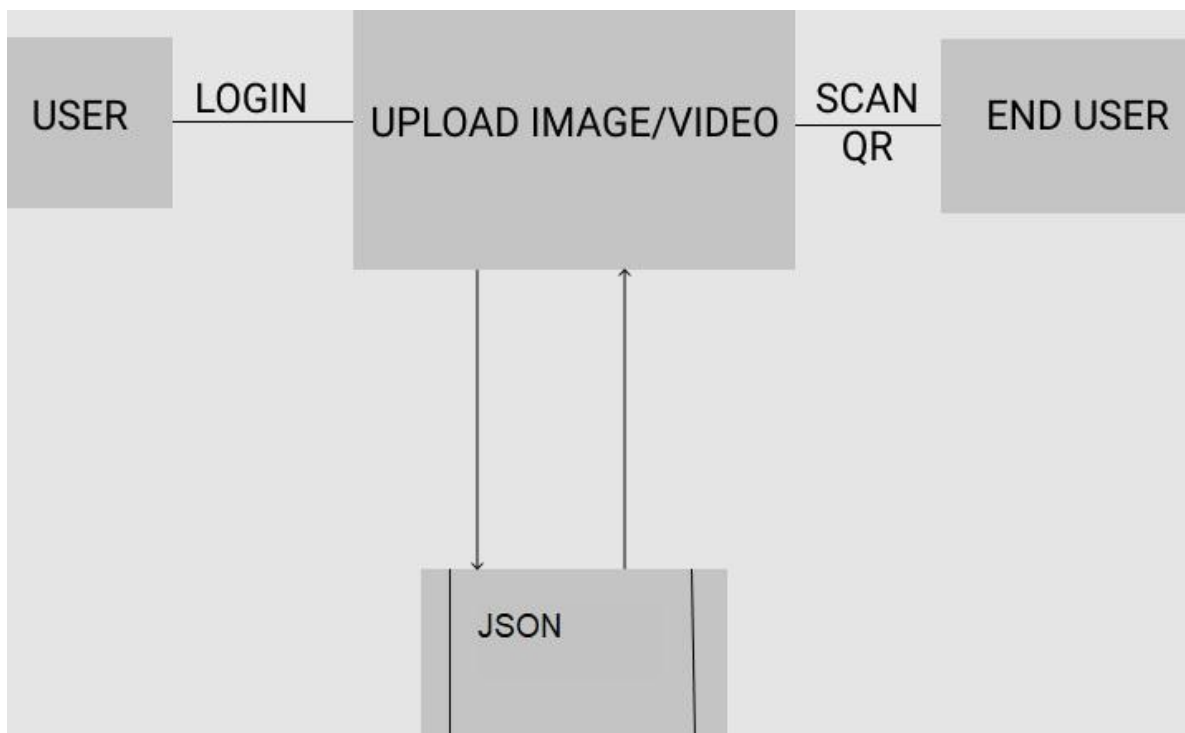 USER
LOGIN
UPLOAD IMAGE/VIDEO
SCAN
QR
END USER
JSON